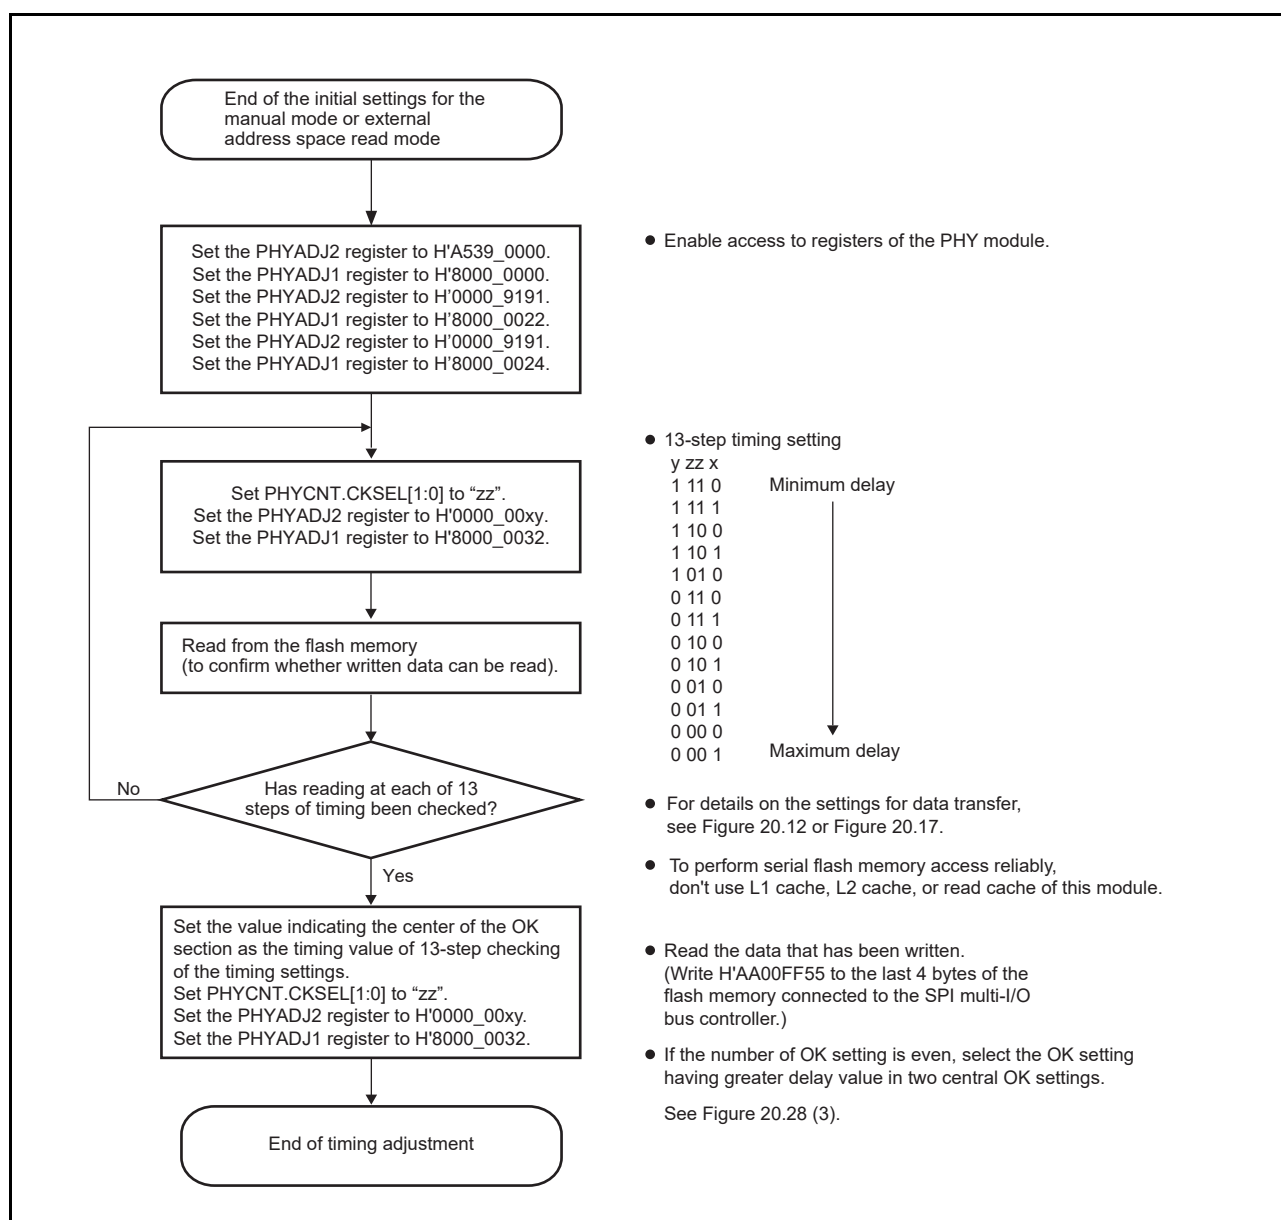 End of the initial settings for the
manual mode or external
address space read mode
Set the PHYADJ2 register to H'A539_0000.
Set the PHYADJ1 register to H'8000_0000.
Set the PHYADJ2 register to H’0000_9191.
Set the PHYADJ1 register to H’8000_0022.
Set the PHYADJ2 register to H’0000_9191.
Set the PHYADJ1 register to H’8000_0024.
● Enable access to registers of the PHY module.
Set PHYCNT.CKSEL[1:0] to “zz”.
Set the PHYADJ2 register to H'0000_00xy.
Set the PHYADJ1 register to H'8000_0032.
● 13-step timing setting
y zz x
1 11 0 Minimum delay
1 11 1
1 10 0
1 10 1
1 01 0
0 11 0
0 11 1
0 10 0
0 10 1
0 01 0
0 01 1
0 00 0
0 00 1 Maximum delay
Read from the flash memory
(to confirm whether written data can be read).
No
Has reading at each of 13
steps of timing been checked?
Yes
● For details on the settings for data transfer,
see Figure 20.12 or Figure 20.17.
● To perform serial flash memory access reliably,
don't use L1 cache, L2 cache, or read cache of this module.
Set the value indicating the center of the OK
section as the timing value of 13-step checking
of the timing settings.
Set PHYCNT.CKSEL[1:0] to “zz”.
Set the PHYADJ2 register to H'0000_00xy.
Set the PHYADJ1 register to H'8000_0032.
● Read the data that has been written.
(Write H'AA00FF55 to the last 4 bytes of the
flash memory connected to the SPI multi-I/O
bus controller.)
● If the number of OK setting is even, select the OK setting
having greater delay value in two central OK settings.
See Figure 20.28 (3).
End of timing adjustment